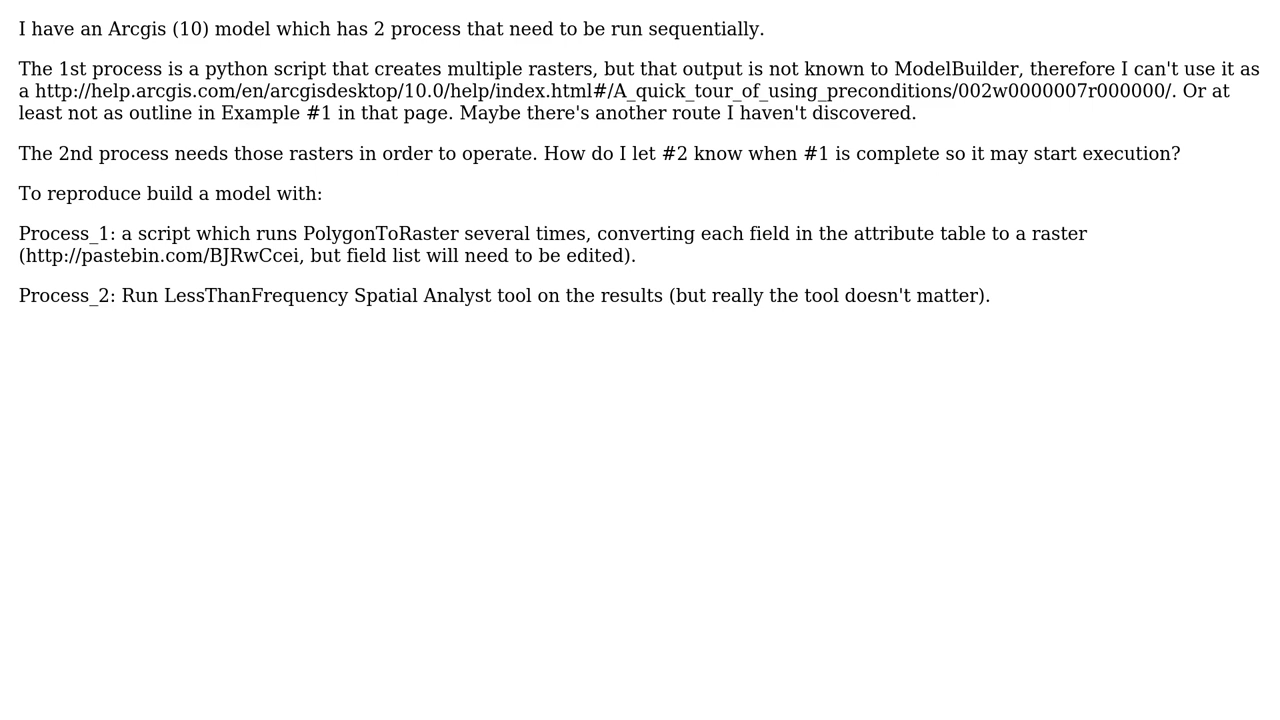 I have an Arcgis (10) model which has 2 process that need to be run sequentially.
The 1st process is a python script that creates multiple rasters, but that output is not known to ModelBuilder, therefore I can't use it as
a http://help.arcgis.com/en/arcgisdesktop/10.0/help/index.html#/A_quick_tour_of_using_preconditions/002w0000007r000000/. Or at
least not as outline in Example #1 in that page. Maybe there's another route I haven't discovered.
The 2nd process needs those rasters in order to operate. How do I let #2 know when #1 is complete so it may start execution?
To reproduce build a model with:
Process_1: a script which runs PolygonToRaster several times, converting each field in the attribute table to a raster
(http://pastebin.com/BJRwCcei, but field list will need to be edited).
Process_2: Run LessThanFrequency Spatial Analyst tool on the results (but really the tool doesn't matter).